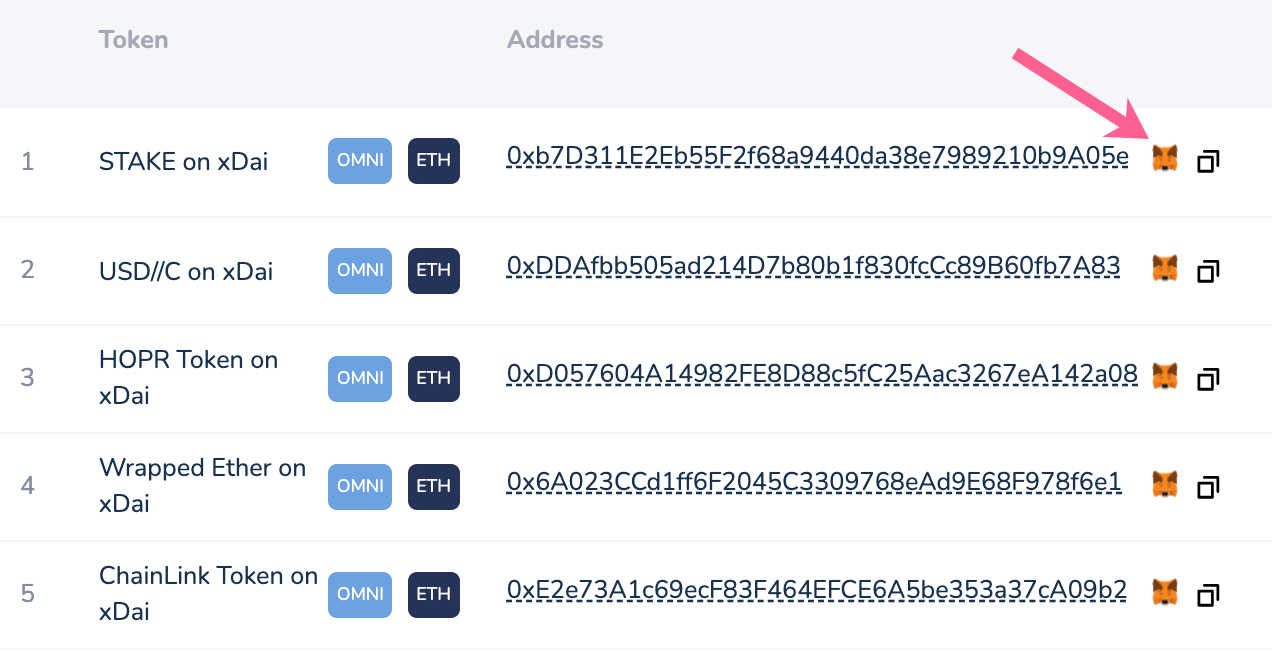 Token Address
1 STAKE on xDai OMNI ETH 0xb7D311E2Eb55F2f68a9440da38e7989210b9A05e
2 USD//C on xDai OMNI ETH 0xDDAfbb505ad214D7b80b1f830fcCc89B60fb7A83
3 HOPR Token on
xDai OMNI ETH 0xD057604A14982FE8D88c5fC25Aac3267eA142a08
4 Wrapped Ether on
xDai OMNI ETH 0x6A023CCd1ff6F2045C3309768eAd9E68F978f6e1
5 ChainLink Token on
xDai OMNI ETH 0xE2e73A1c69ecF83F464EFCE6A5be353a37cA09b2